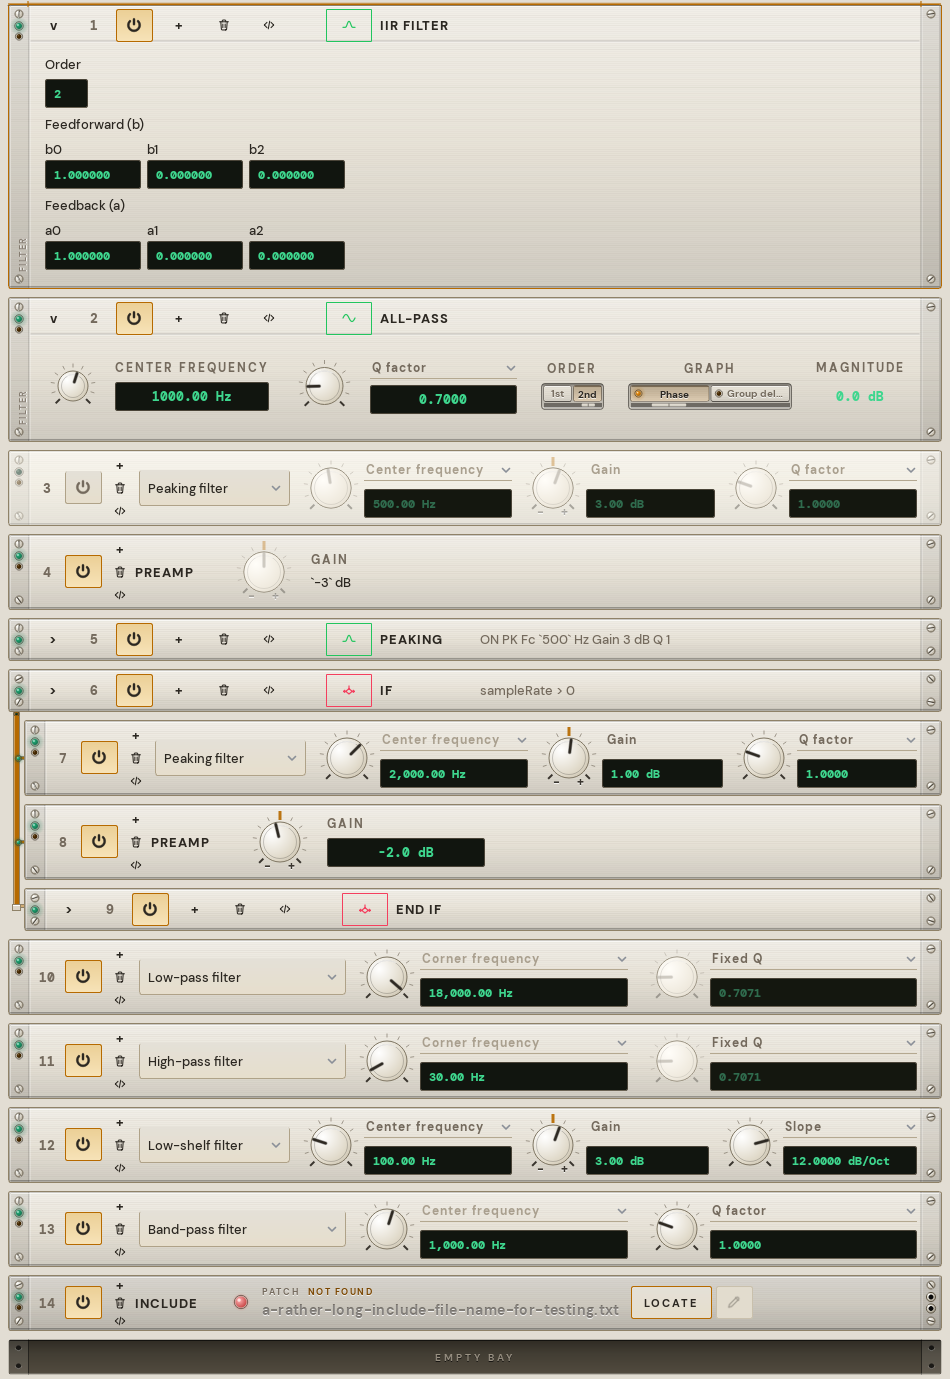 v 1 + </> IIR FILTER
Order
2
Feedforward (b)
b0 b1 b2
1.000000 0.000000 0.000000
Feedback (a)
a0 a1 a2
1.000000 0.000000 0.000000
FILTER
v 2 + </> ALL-PASS
CENTER FREQUENCY Q factor ORDER GRAPH MAGNITUDE
1000.00 Hz 0.7000 1st 2nd Phase Group del... 0.0 dB
FILTER
3 + </> Peaking filter Center frequency Gain Q factor
500.00 Hz 3.00 dB 1.0000
4 + </> PREAMP GAIN
`-3` dB
> 5 + </> PEAKING ON PK Fc `500` Hz Gain 3 dB Q 1
> 6 + </> IF sampleRate > 0
7 + </> Peaking filter Center frequency Gain Q factor
2,000.00 Hz 1.00 dB 1.0000
8 + </> PREAMP GAIN
-2.0 dB
> 9 + </> END IF
10 + </> Low-pass filter Corner frequency Fixed Q
18,000.00 Hz 0.7071
11 + </> High-pass filter Corner frequency Fixed Q
30.00 Hz 0.7071
12 + </> Low-shelf filter Center frequency Gain Slope
100.00 Hz 3.00 dB 12.0000 dB/Oct
13 + </> Band-pass filter Center frequency Q factor
1,000.00 Hz 1.0000
14 + </> INCLUDE PATCH NOT FOUND
a-rather-long-include-file-name-for-testing.txt LOCATE
EMPTY BAY